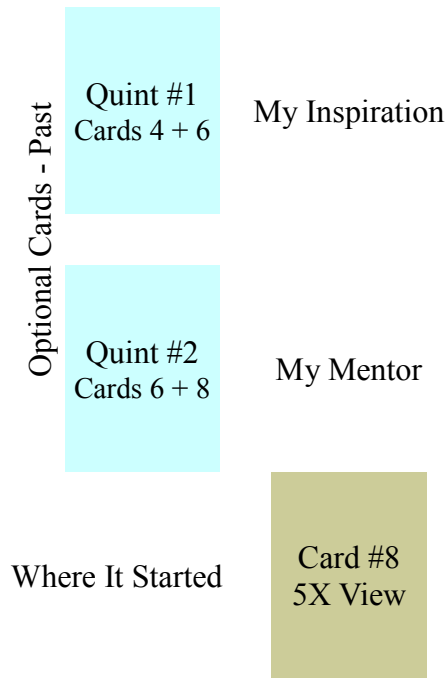 Optional Cards - Past
Quint #1
Cards 4 + 6
My Inspiration
Quint #2
Cards 6 + 8
My Mentor
Where It Started
Card #8
5X View